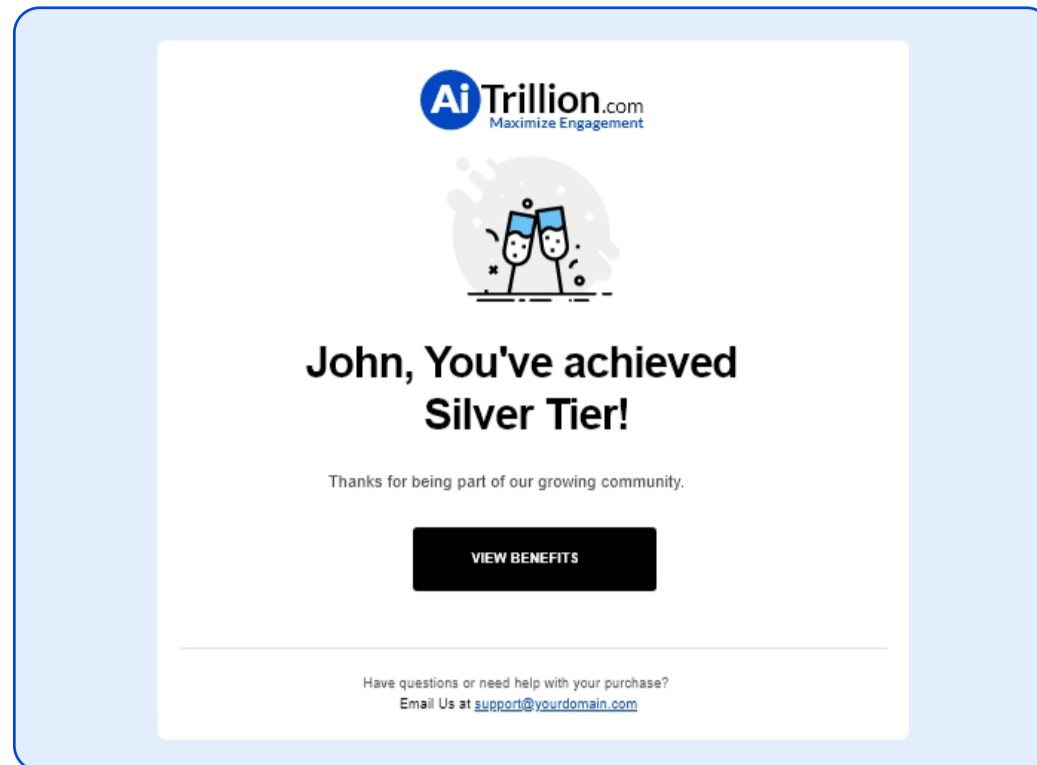 AiTrillion.com
Maximize Engagement
John, You've achieved
Silver Tier!
Thanks for being part of our growing community.
VIEW BENEFITS
Have questions or need help with your purchase?
Email Us at support@yourdomain.com